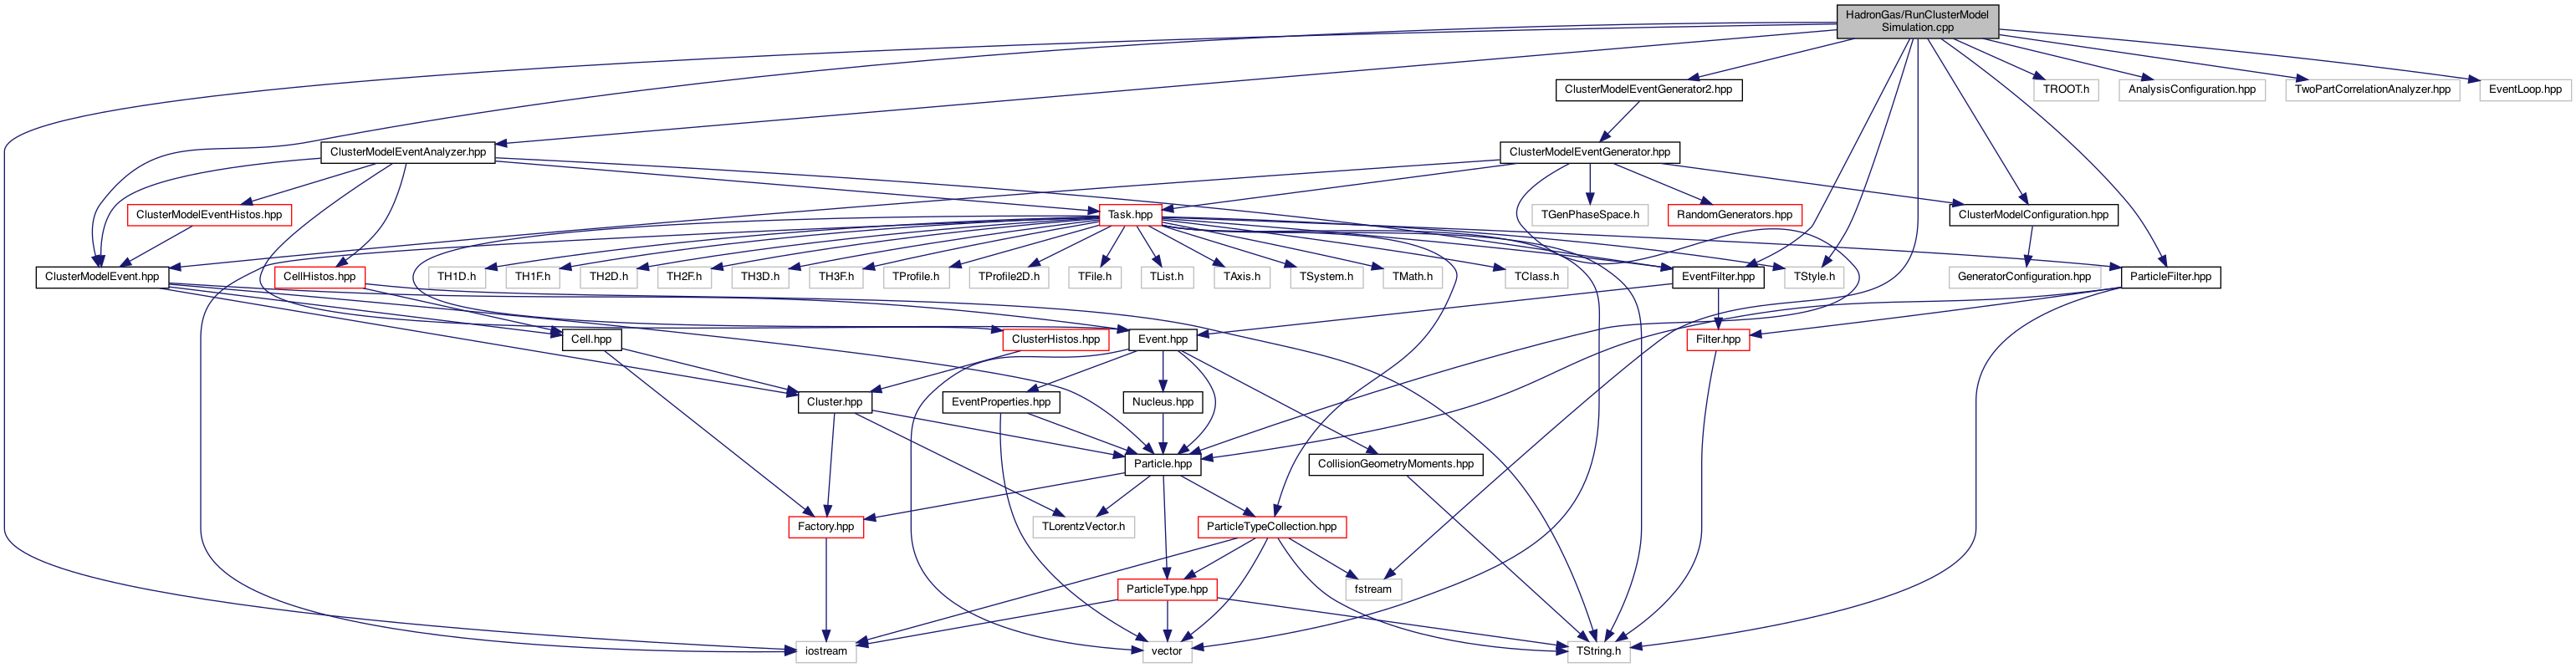 HadronGas/RunClusterModel
Simulation.cpp
ClusterModelEventGenerator2.hpp
TROOT.h
AnalysisConfiguration.hpp
TwoPartCorrelationAnalyzer.hpp
EventLoop.hpp
ClusterModelEventAnalyzer.hpp
ClusterModelEventGenerator.hpp
ClusterModelEventHistos.hpp
Task.hpp
TGenPhaseSpace.h
RandomGenerators.hpp
ClusterModelConfiguration.hpp
ClusterModelEvent.hpp
CellHistos.hpp
TH1D.h
TH1F.h
TH2D.h
TH2F.h
TH3D.h
TH3F.h
TProfile.h
TProfile2D.h
TFile.h
TList.h
TAxis.h
TSystem.h
TMath.h
TClass.h
EventFilter.hpp
TStyle.h
GeneratorConfiguration.hpp
ParticleFilter.hpp
Cell.hpp
ClusterHistos.hpp
Event.hpp
Filter.hpp
Cluster.hpp
EventProperties.hpp
Nucleus.hpp
Particle.hpp
CollisionGeometryMoments.hpp
Factory.hpp
TLorentzVector.h
ParticleTypeCollection.hpp
ParticleType.hpp
fstream
iostream
vector
TString.h